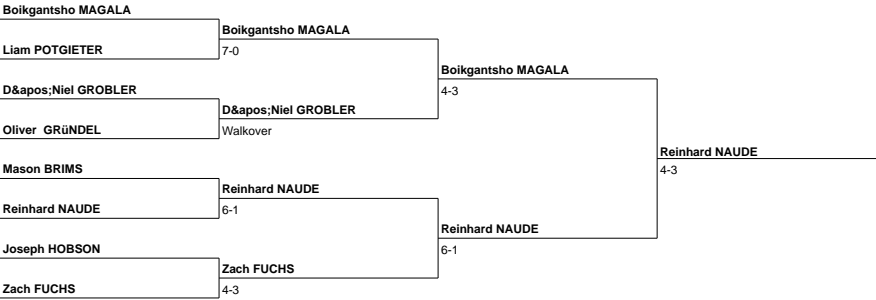 Boikgantsho MAGALA
Liam POTGIETER
D&apos;Niel GROBLER
Oliver  GRüNDEL
Mason BRIMS
Reinhard NAUDE
Joseph HOBSON
Zach FUCHS
Boikgantsho MAGALA
7-0
D&apos;Niel GROBLER
Walkover
Reinhard NAUDE
6-1
Zach FUCHS
4-3
Boikgantsho MAGALA
4-3
Reinhard NAUDE
6-1
Reinhard NAUDE
4-3